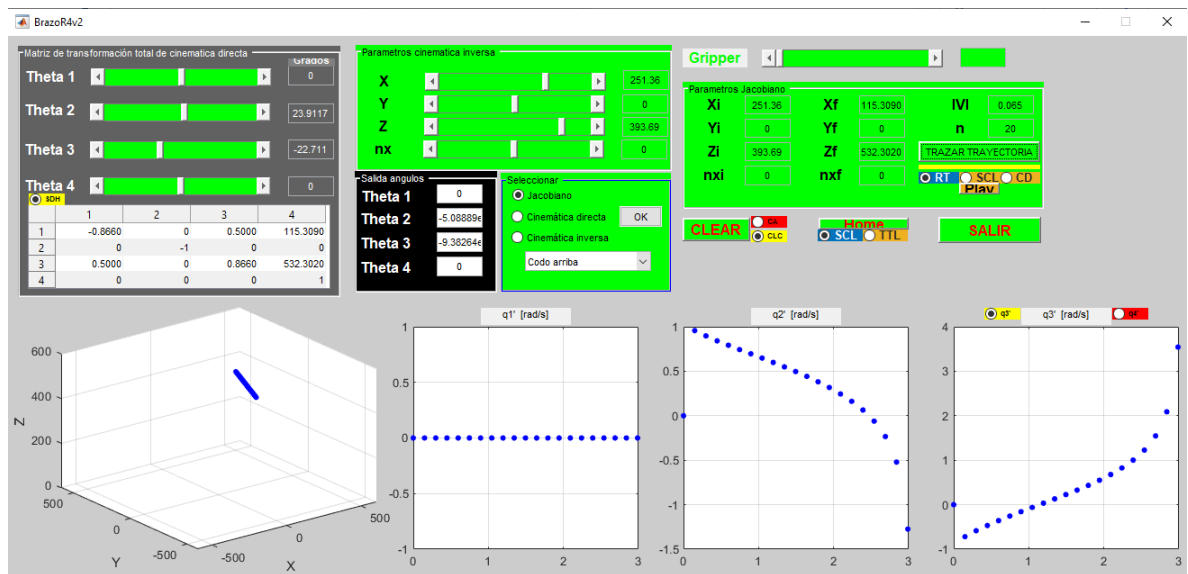 BrazoR4v2
Matriz de transformación total de cinematica directa
Grados
Theta 1 0
Theta 2 23.9117
Theta 3 -22.711
Theta 4 0
SDH
1 2 3 4
1 -0.8660 0 0.5000 115.3090
2 0 -1 0 0
3 0.5000 0 0.8660 532.3020
4 0 0 0 1
Parametros cinematica inversa
X 251.36
Y 0
Z 393.69
nx 0
Salida angulos
Theta 1 0
Theta 2 -5.08889e
Theta 3 -9.38264e
Theta 4 0
Seleccionar
Jacobiano
Cinemática directa OK
Cinemática inversa
Codo arriba
Gripper
Parametros Jacobiano
Xi 251.36 Xf 115.3090 IVI 0.065
Yi 0 Yf 0 n 20
Zi 393.69 Zf 532.3020 TRAZAR TRAYECTORIA
nxi 0 nxf 0 RT SCL CD
Play
CLEAR CA
CLC
Home
SCL TTL
SALIR
600
400
200
0
Z
500
0
-500
Y
-500
0
500
X
q1' [rad/s]
1
0.5
0
-0.5
-1
0 1 2 3
q2' [rad/s]
1
0.5
0
-0.5
-1
-1.5
0 1 2 3
q3' q3' [rad/s]
4
3
2
1
0
-1
0 1 2 3